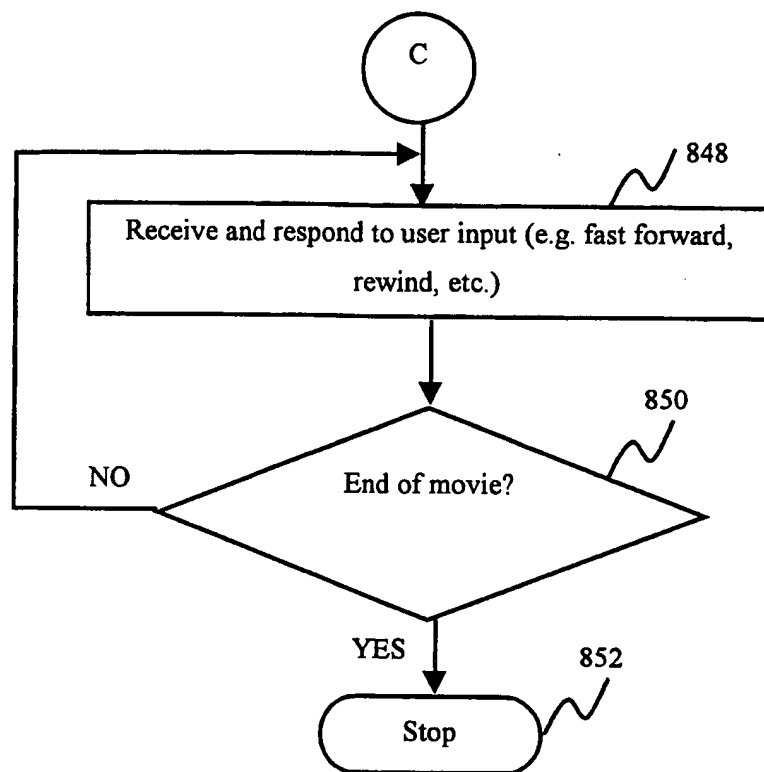 C
848
Receive and respond to user input (e.g. fast forward,
rewind, etc.)
850
End of movie?
NO
YES
852
Stop